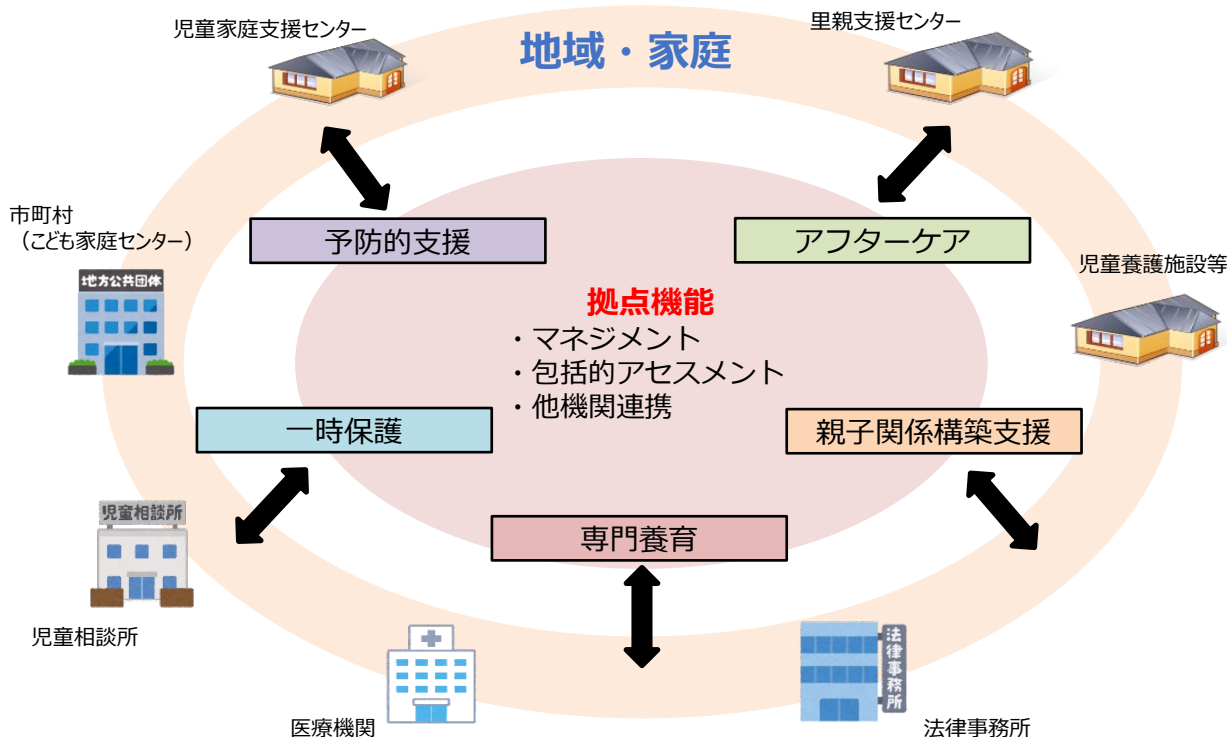 児童家庭支援センター
地域・家庭
里親支援センター
市町村
（こども家庭センター）
地方公共団体
予防的支援
アフターケア
児童養護施設等
拠点機能
・マネジメント
・包括的アセスメント
・他機関連携
一時保護
親子関係構築支援
児童相談所
児童相談所
専門養育
医療機関
法律事務所
法律事務所